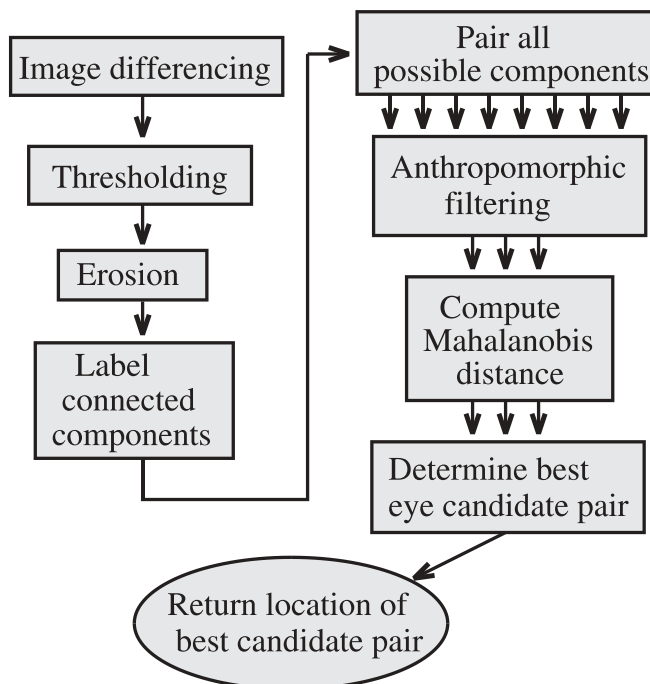 Image differencing
Thresholding
Erosion
Label
connected
components
Pair all
possible components
Anthropomorphic
filtering
Compute
Mahalanobis
distance
Determine best
eye candidate pair
Return location of
best candidate pair